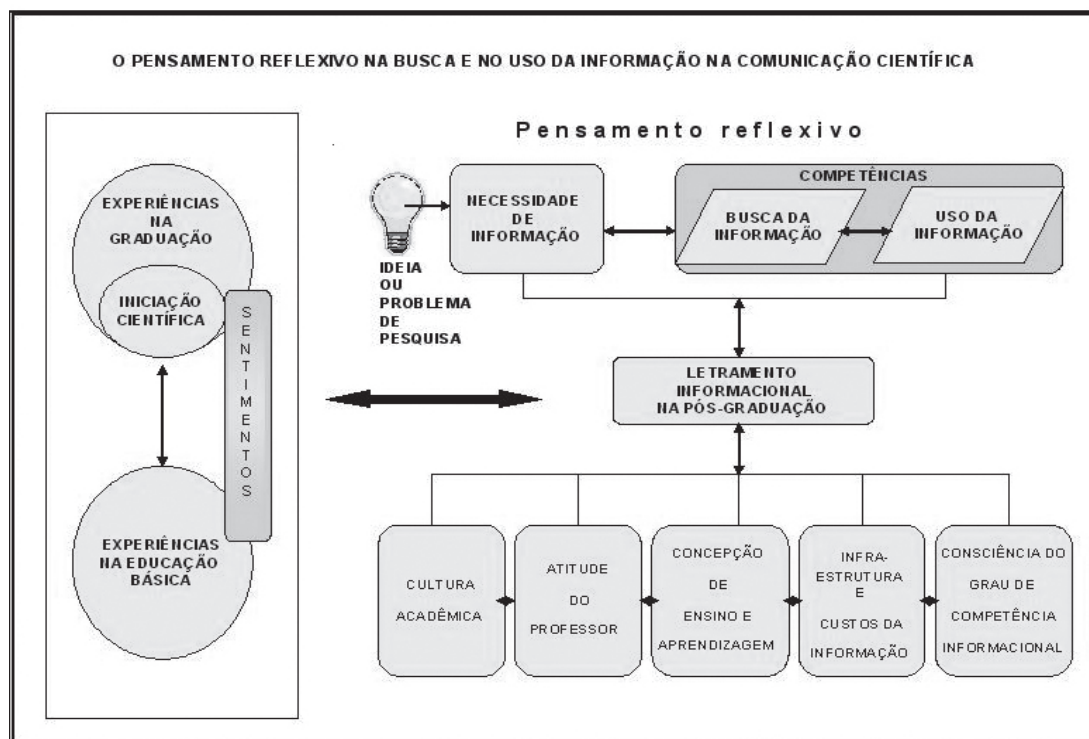 O PENSAMENTO REFLEXIVO NA BUSCA E NO USO DA INFORMAÇÃO NA COMUNICAÇÃO CIENTÍFICA
EXPERIÊNCIAS
NA
GRADUAÇÃO
INICIAÇÃO
CIENTÍFICA
SENTIMENTOS
EXPERIÊNCIAS
NA EDUCAÇÃO
BÁSICA
Pensamento reflexivo
IDEIA
OU
PROBLEMA
DE
PESQUISA
NECESSIDADE
DE
INFORMAÇÃO
COMPETÊNCIAS
BUSCA DA
INFORMAÇÃO
USO DA
INFORMAÇÃO
LETRAMENTO
INFORMACIONAL
NA PÓS-GRADUAÇÃO
CULTURA
ACADÊMICA
ATITUDE
DO
PROFESSOR
CONCEPÇÃO
DE
ENSINO E
APRENDIZAGEM
INFRA-
ESTRUTURA
E
CUSTOS DA
INFORMAÇÃO
CONSCIÊNCIA DO
GRAU DE
COMPETÊNCIA
INFORMACIONAL